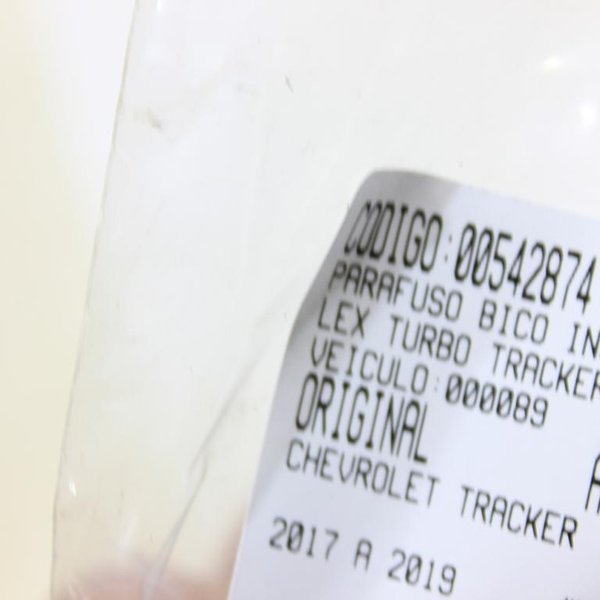 CODIGO:00542874
PARAFUSO BICO IN
LEX TURBO TRACKER
VEICULO:000089
ORIGINAL
CHEVROLET TRACKER
2017 A 2019